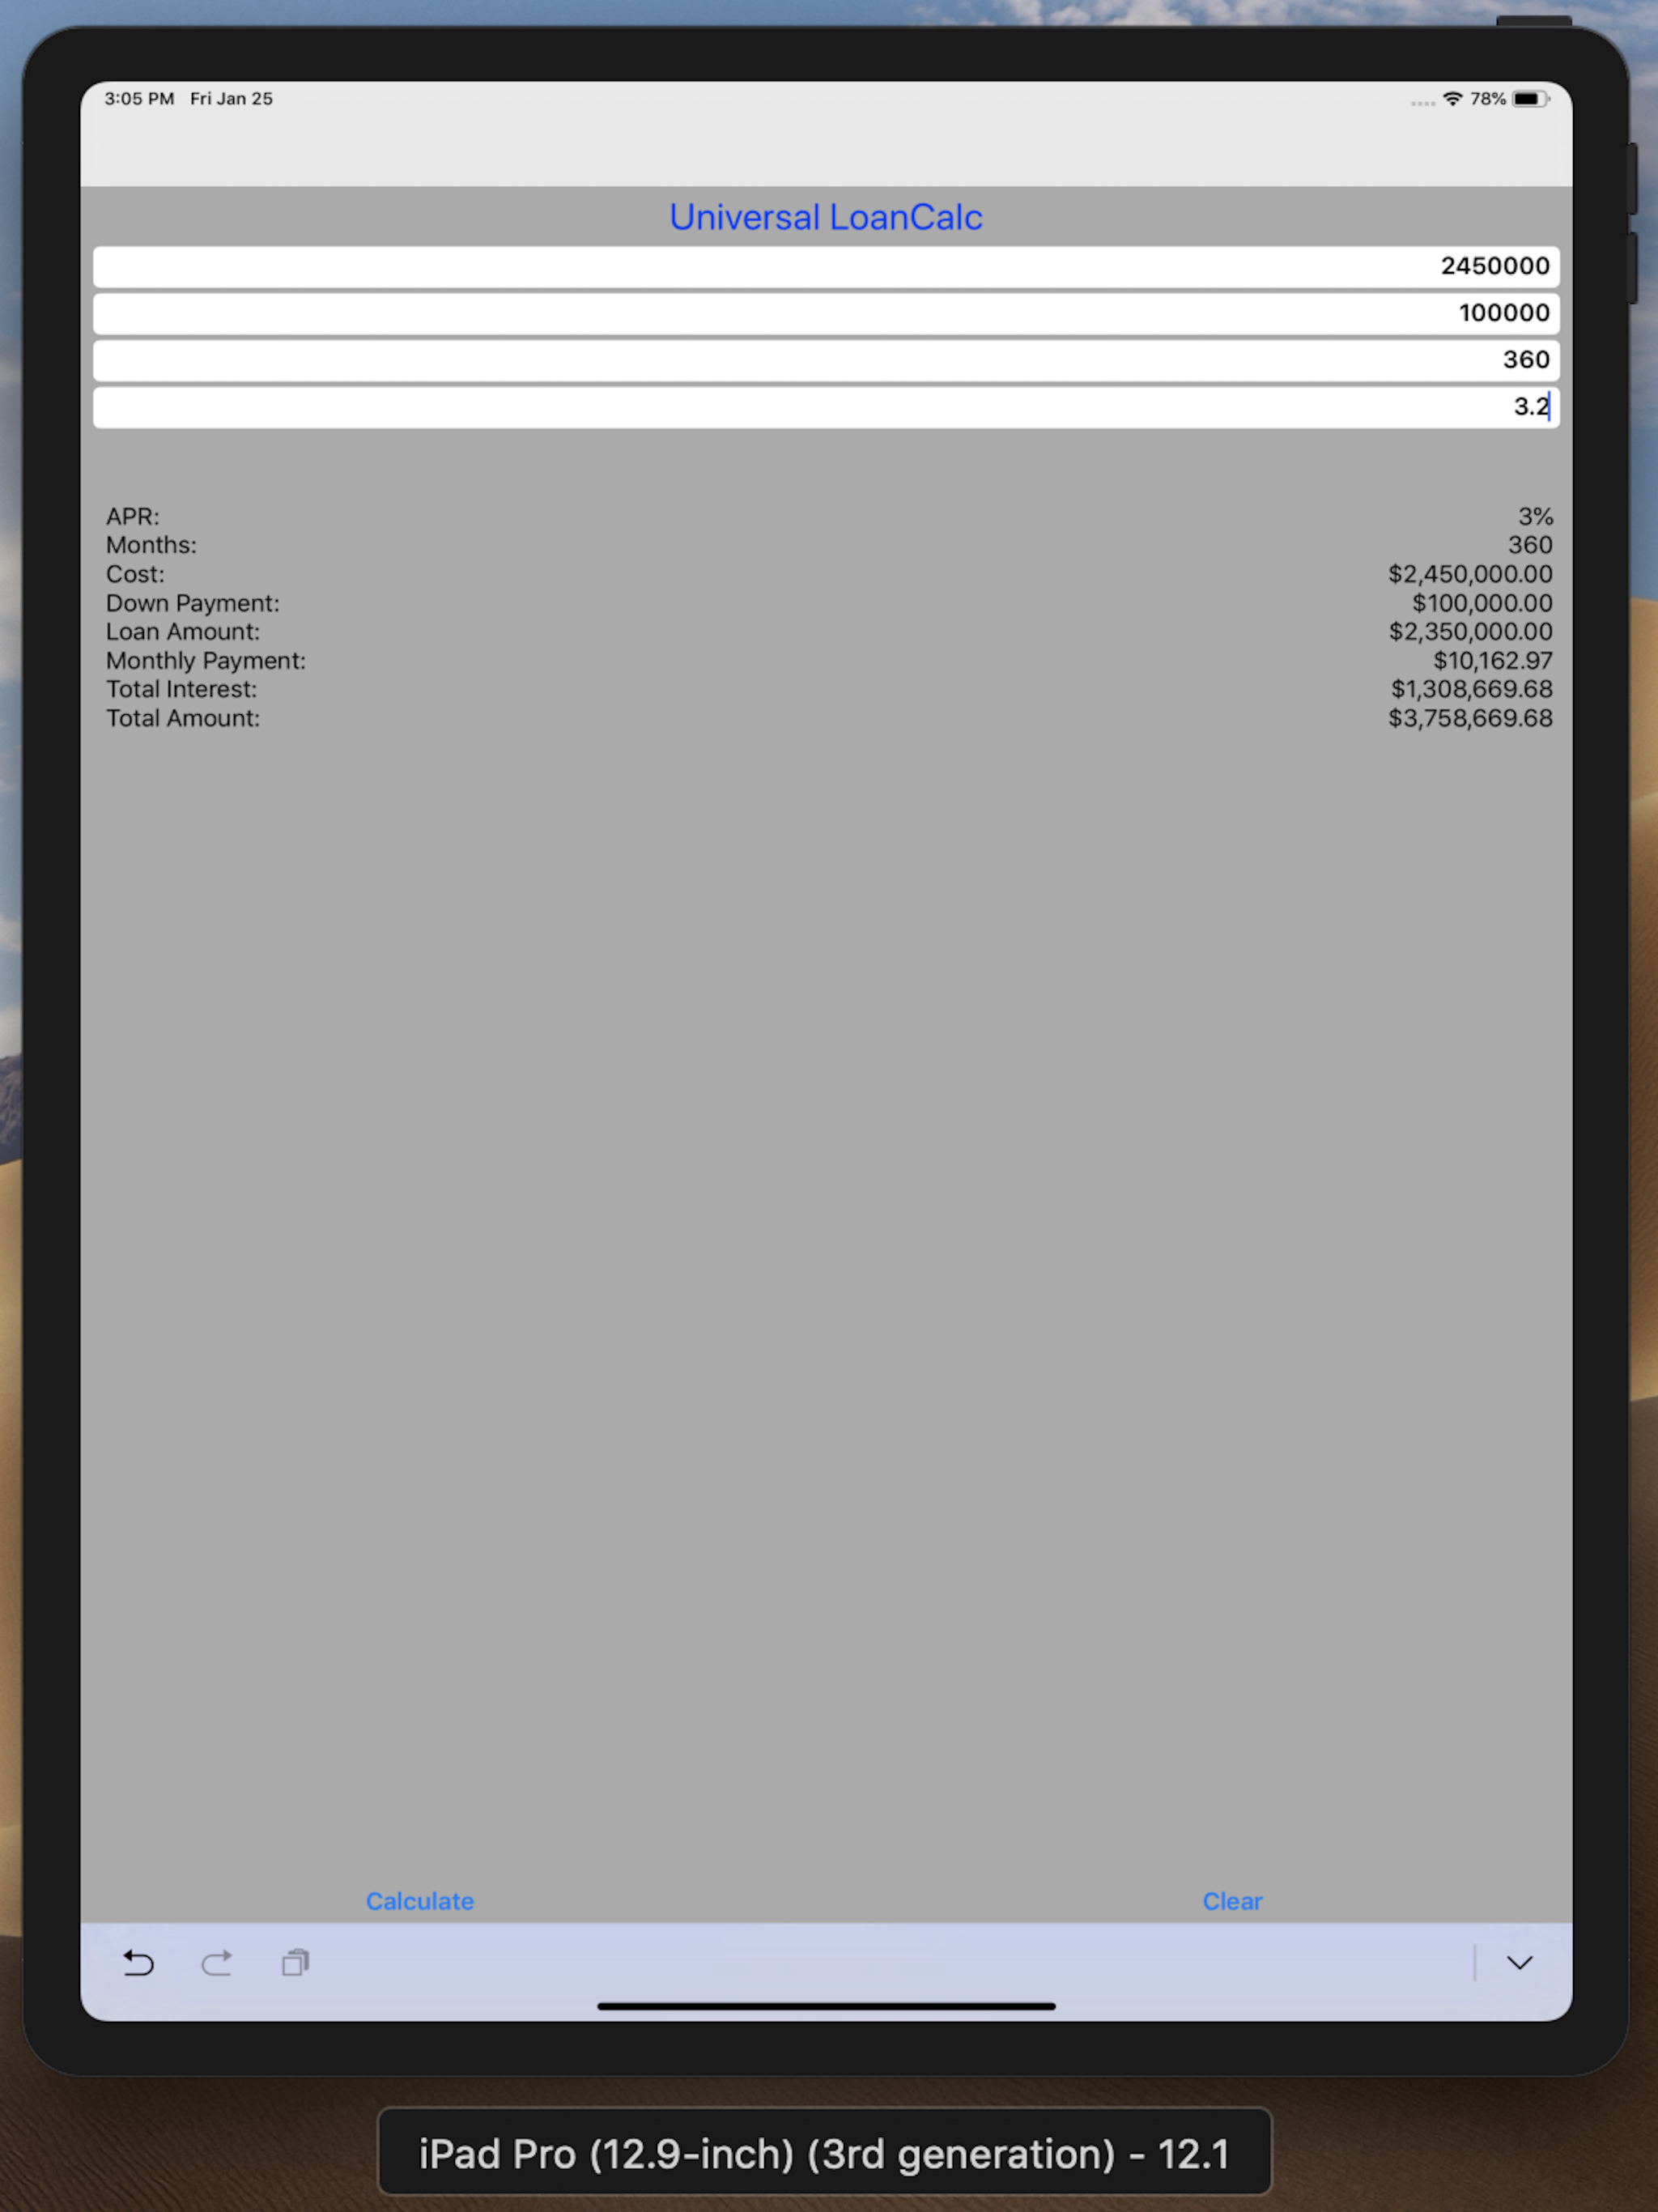 3:05 PM Fri Jan 25 78%
Universal LoanCalc
2450000
100000
360
3.2
APR: 3%
Months: 360
Cost: $2,450,000.00
Down Payment: $100,000.00
Loan Amount: $2,350,000.00
Monthly Payment: $10,162.97
Total Interest: $1,308,669.68
Total Amount: $3,758,669.68
Calculate Clear
iPad Pro (12.9-inch) (3rd generation) - 12.1